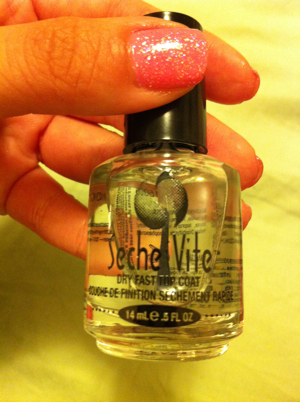 Seche Vite
DRY FAST TOP COAT
COUCHE DE FINITION SÉCHEMENT RAPIDE
14 mL e .5 FL OZ